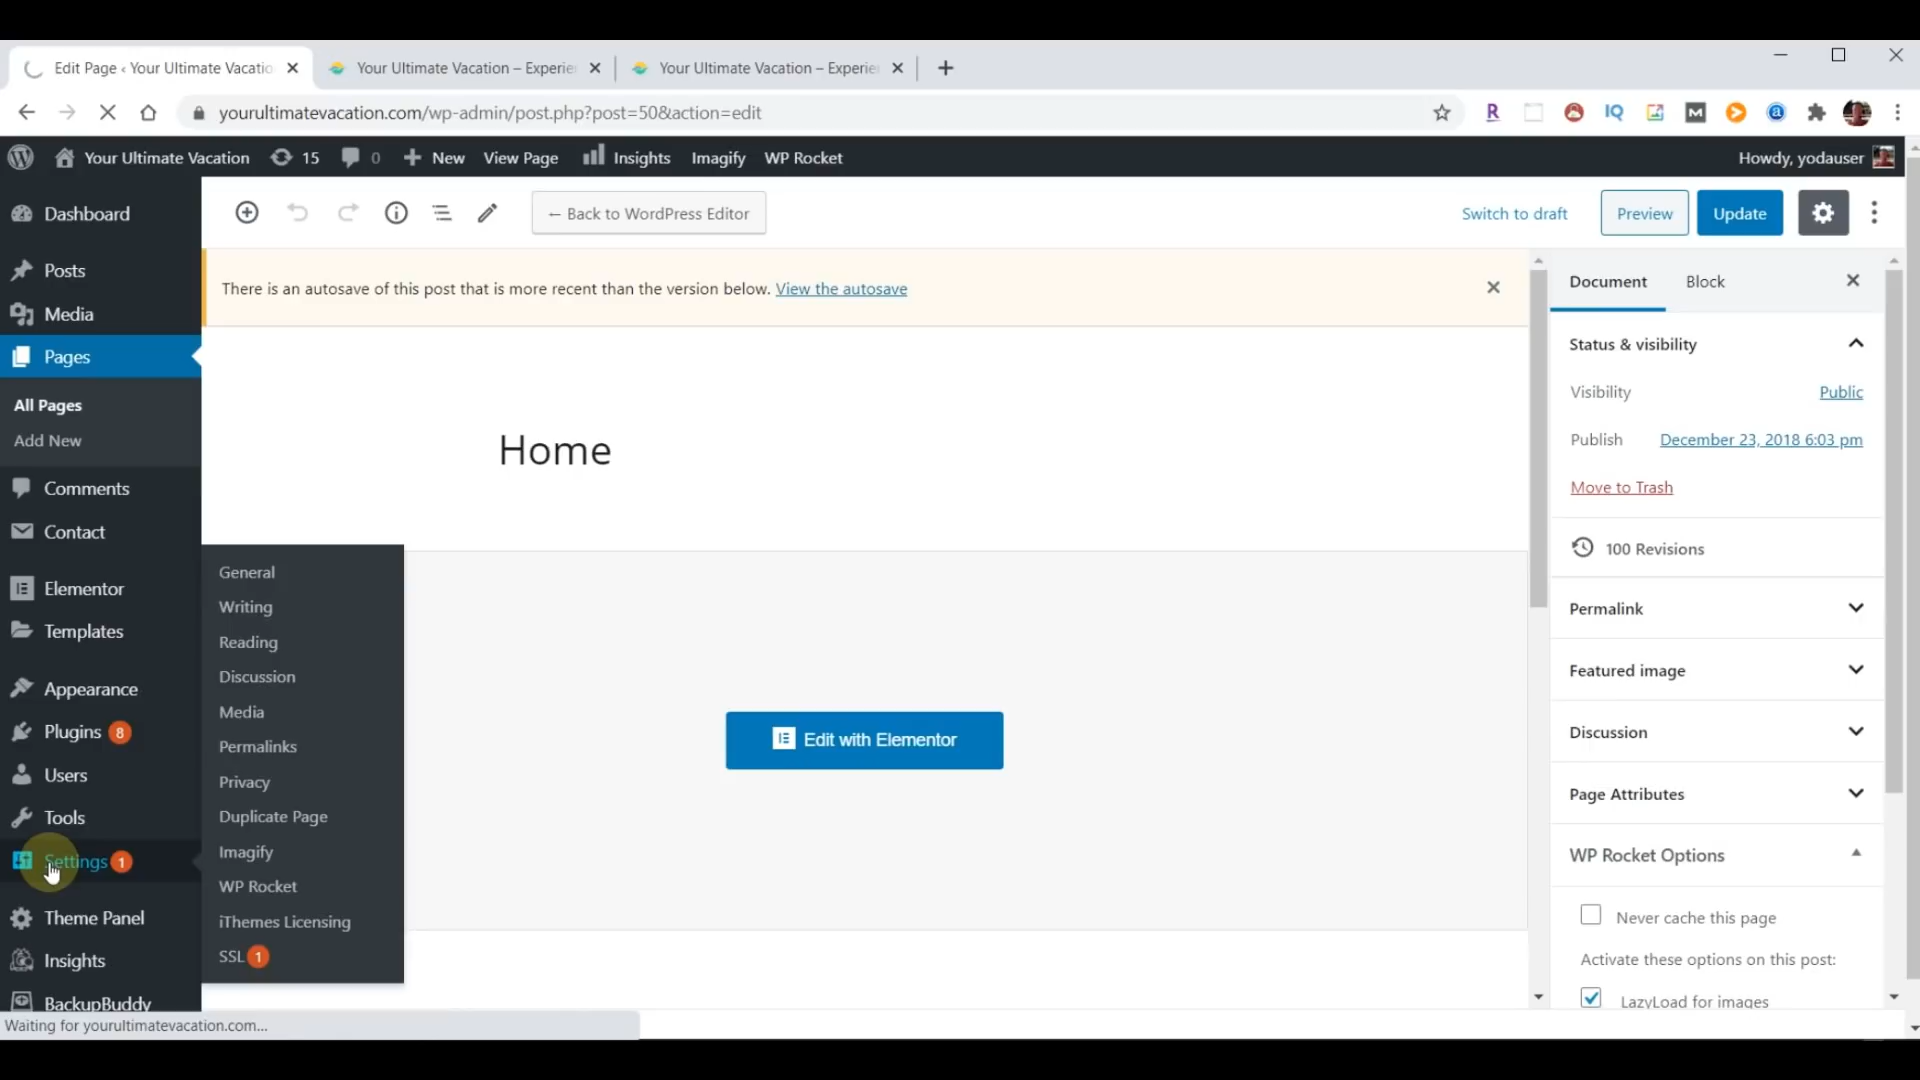 Edit Page ‹ Your Ultimate Vacatio
Your Ultimate Vacation – Experie
Your Ultimate Vacation – Experie
yourultimatevacation.com/wp-admin/post.php?post=50&action=edit
Your Ultimate Vacation 15 0 New View Page Insights Imagify WP Rocket Howdy, yodauser
Dashboard
Posts
Media
Pages
All Pages
Add New
Comments
Contact
Elementor
Templates
Appearance
Plugins 8
Users
Tools
Settings 1
Theme Panel
Insights
BackupBuddy
Waiting for yourultimatevacation.com...
General
Writing
Reading
Discussion
Media
Permalinks
Privacy
Duplicate Page
Imagify
WP Rocket
iThemes Licensing
SSL 1
← Back to WordPress Editor
Switch to draft
Preview
Update
There is an autosave of this post that is more recent than the version below. View the autosave
Home
Edit with Elementor
Document Block
Status & visibility
Visibility Public
Publish December 23, 2018 6:03 pm
Move to Trash
100 Revisions
Permalink
Featured image
Discussion
Page Attributes
WP Rocket Options
Never cache this page
Activate these options on this post:
LazyLoad for images